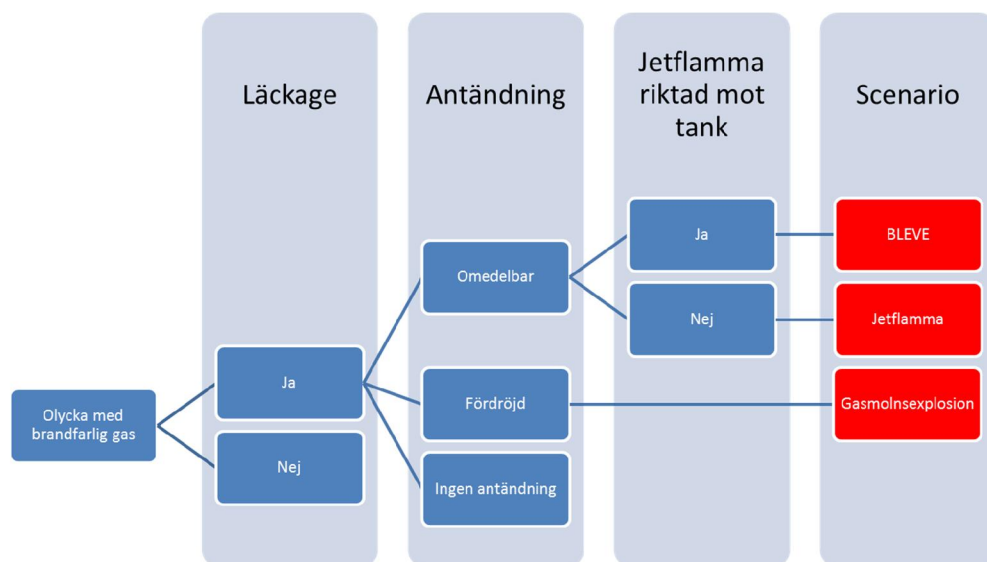 Läckage
Antändning
Jetflamma
riktad mot
tank
Scenario
Ja
BLEVE
Omedelbar
Nej
Jetflamma
Ja
Fördröjd
Gasmolnsexplosion
Olycka med
brandfarlig gas
Nej
Ingen antändning